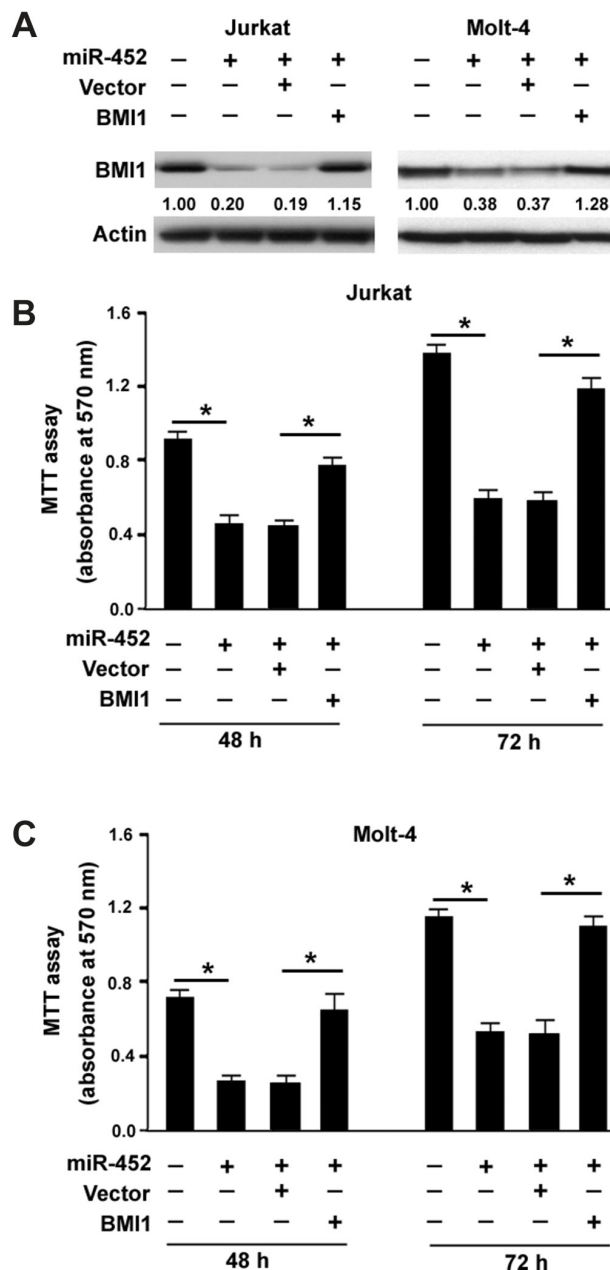 A
Jurkat Molt-4
miR-452 – + + + – + + +
Vector – – + – – – + –
BMI1 – – – + – – – +
BMI1
1.00 0.20 0.19 1.15 1.00 0.38 0.37 1.28
Actin
B
Jurkat
MTT assay
(absorbance at 570 nm)
1.6
1.2
0.8
0.4
0.0
* * * *
miR-452 – + + + – + + +
Vector – – + – – – + –
BMI1 – – – + – – – +
48 h 72 h
C
Molt-4
MTT assay
(absorbance at 570 nm)
1.6
1.2
0.8
0.4
0.0
* * * *
miR-452 – + + + – + + +
Vector – – + – – – + –
BMI1 – – – + – – – +
48 h 72 h